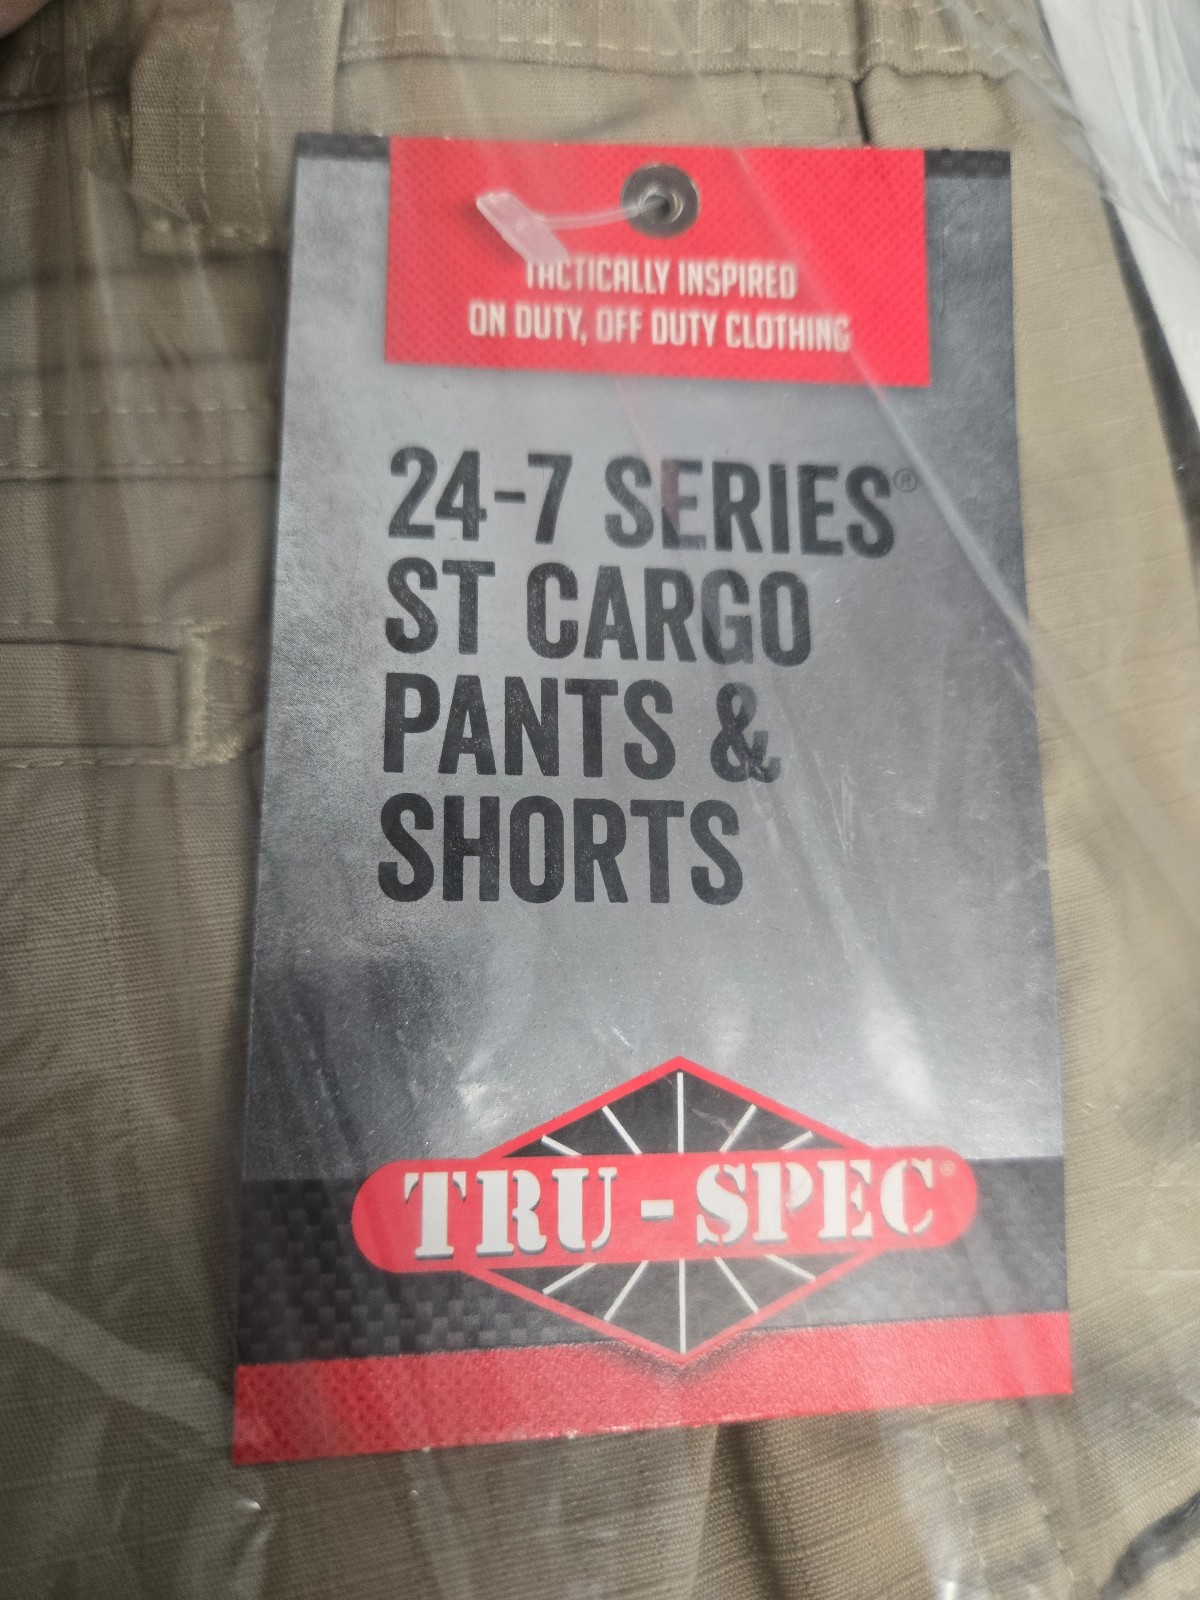 TACTICALLY INSPIRED
ON DUTY, OFF DUTY CLOTHING
24-7 SERIES®
ST CARGO
PANTS &
SHORTS
TRU-SPEC®